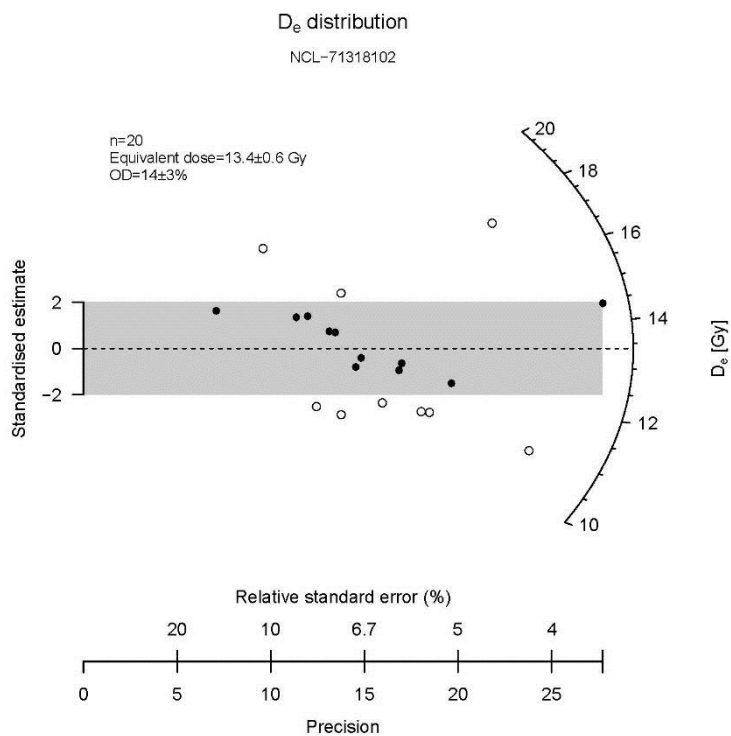 De distribution
NCL−71318102
n=20
Equivalent dose=13.4±0.6 Gy
OD=14±3%
Standardised estimate
2
0
−2
20
18
16
14
12
10
De [Gy]
Relative standard error (%)
20 10 6.7 5 4
0 5 10 15 20 25
Precision